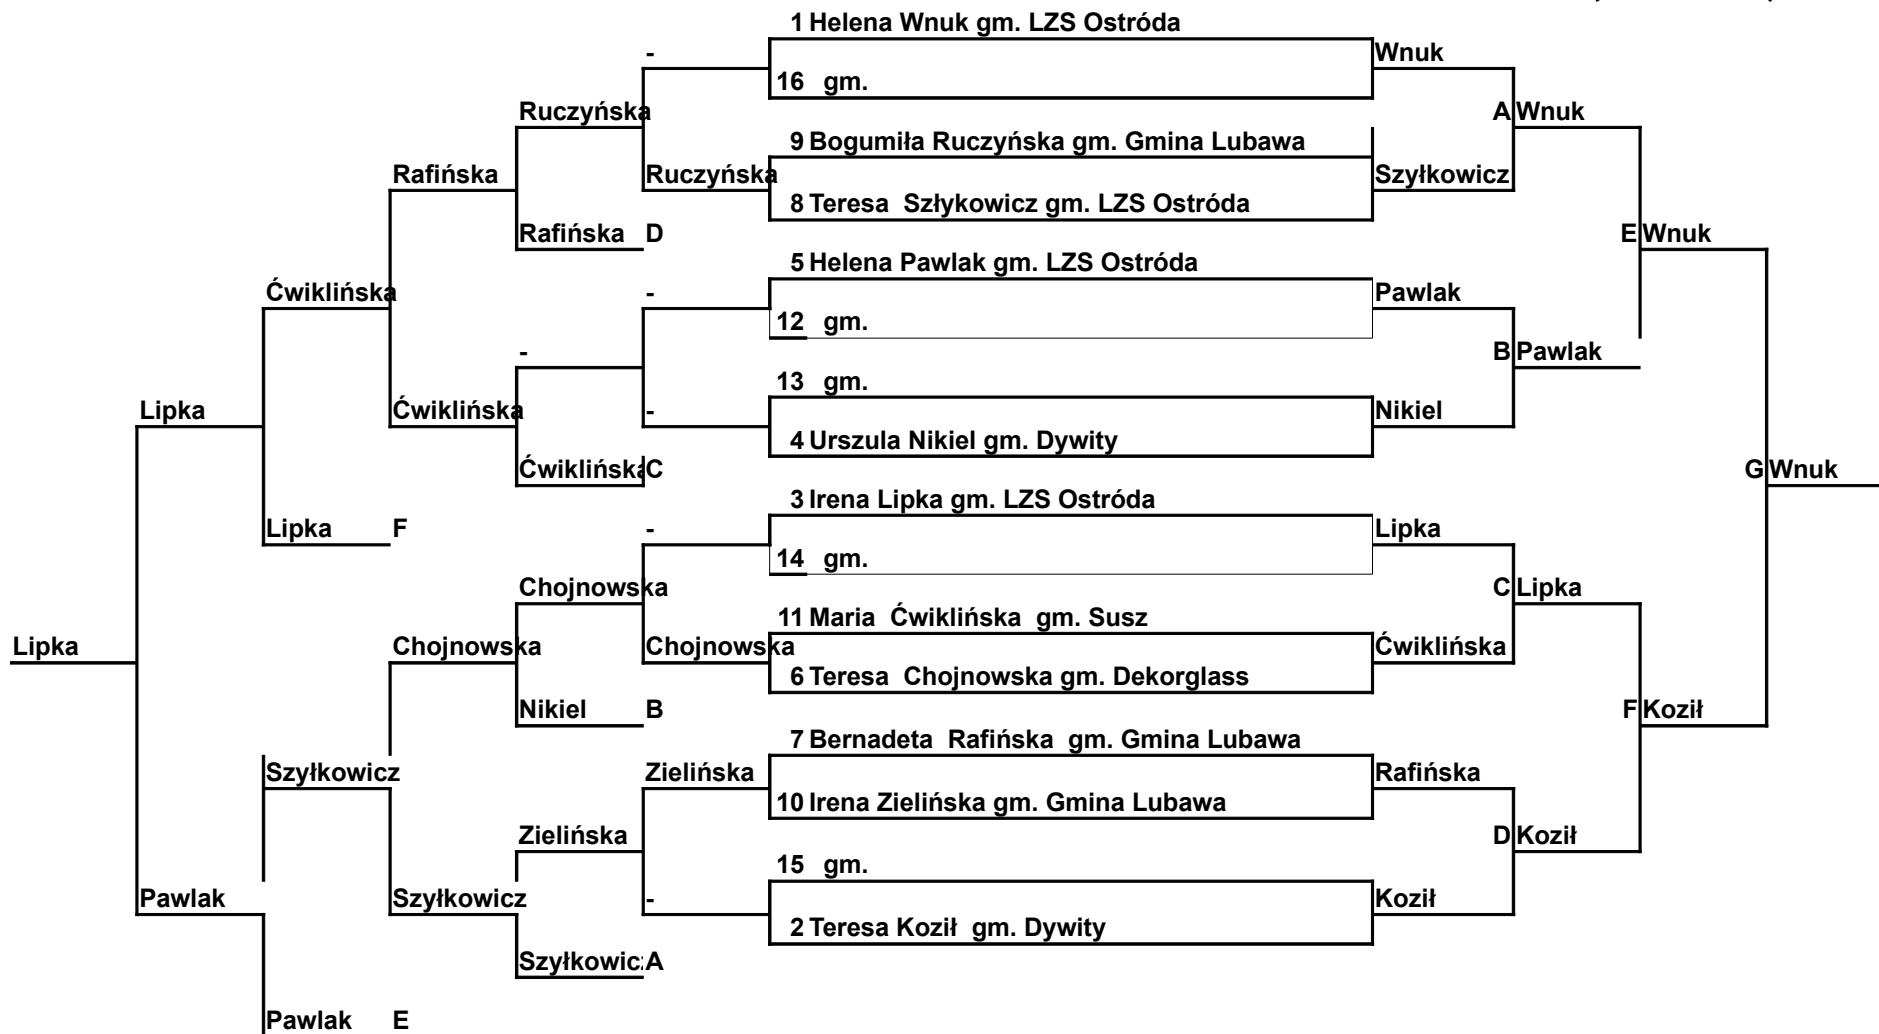 1 Helena Wnuk gm. LZS Ostróda
- Wnuk
16 gm.
Ruczyńska A Wnuk
9 Bogumiła Ruczyńska gm. Gmina Lubawa
Rafińska Ruczyńska Szyłkowicz
8 Teresa Szłykowicz gm. LZS Ostróda
Rafińska D E Wnuk
5 Helena Pawlak gm. LZS Ostróda
Ćwiklińska - Pawlak
12 gm.
- B Pawlak
13 gm.
Lipka Ćwiklińska - Nikiel
4 Urszula Nikiel gm. Dywity
Ćwiklińska C G Wnuk
3 Irena Lipka gm. LZS Ostróda
Lipka F - Lipka
14 gm.
Chojnowska C Lipka
11 Maria Ćwiklińska gm. Susz
Lipka Chojnowska Chojnowska Ćwiklińska
6 Teresa Chojnowska gm. Dekorglass
Nikiel B F Koził
7 Bernadeta Rafińska gm. Gmina Lubawa
Szyłkowicz Zielińska Rafińska
10 Irena Zielińska gm. Gmina Lubawa
Zielińska D Koził
15 gm.
Pawlak Szyłkowicz - Koził
2 Teresa Koził gm. Dywity
Szyłkowic A
Pawlak E